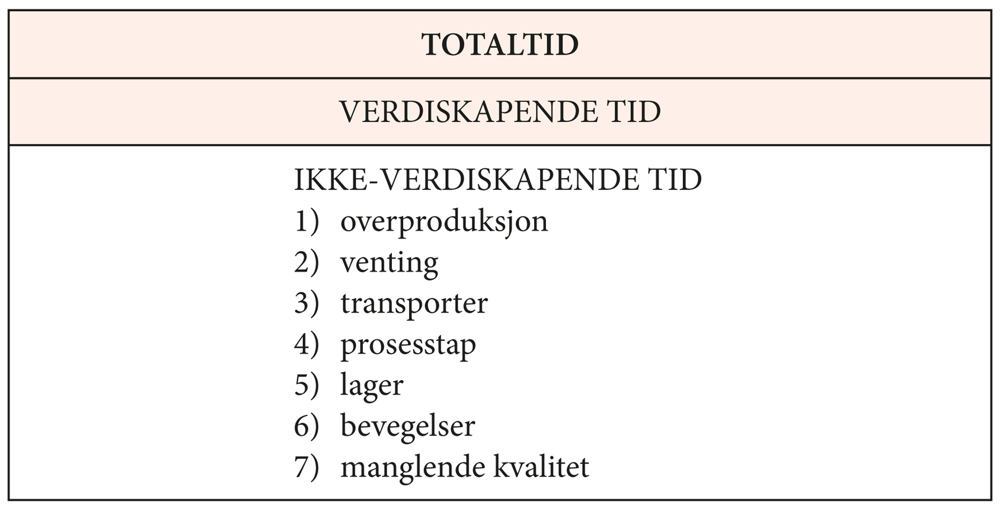 TOTALTID
VERDISKAPENDE TID
IKKE-VERDISKAPENDE TID
1) overproduksjon
2) venting
3) transporter
4) prosesstap
5) lager
6) bevegelser
7) manglende kvalitet